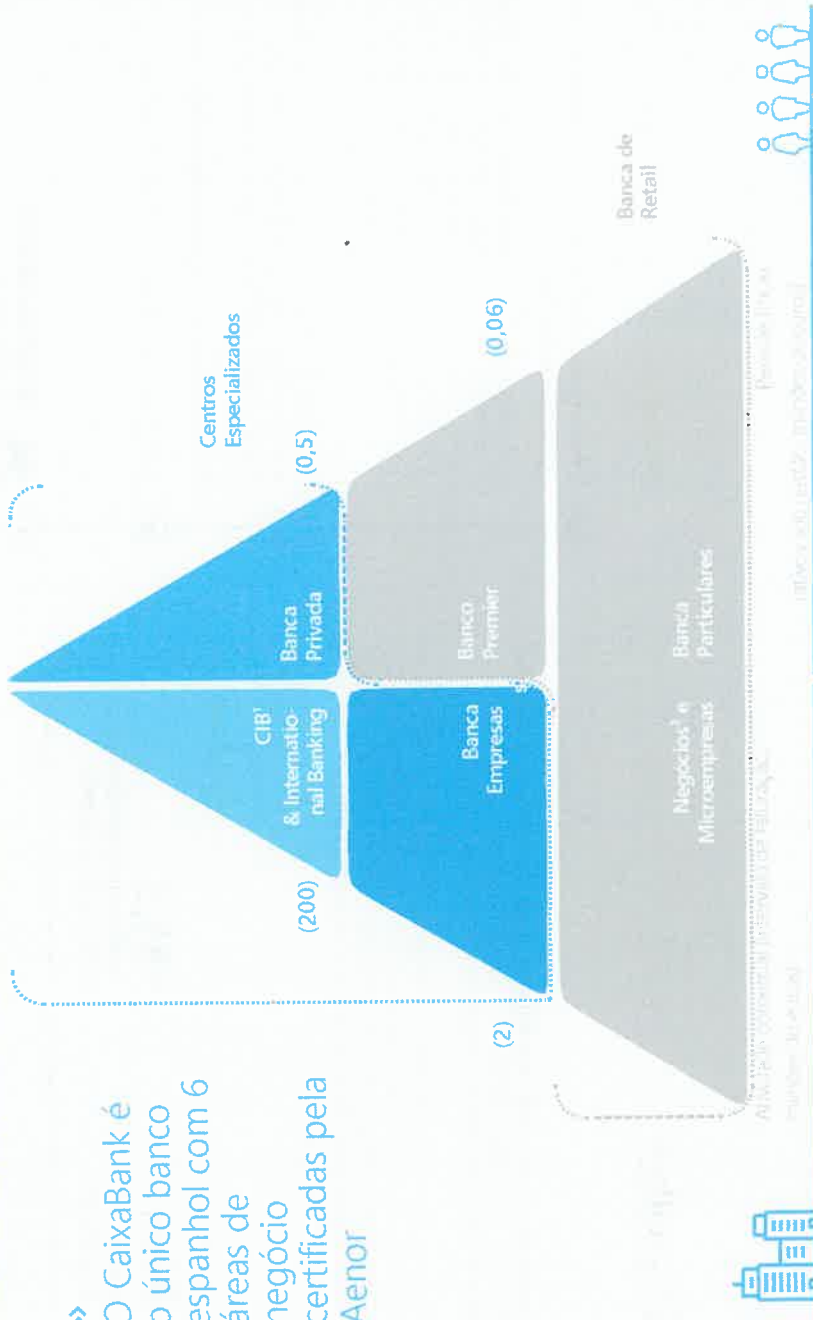 »
O CaixaBank é
o único banco
espanhol com 6
áreas de
negócio
certificadas pela
Aenor
Centros
Especializados
(200)
CIB¹
& Internatio-
nal Banking
Banca
Privada
(0,5)
(2)
Banca
Empresas
Banco
Premier
(0,06)
Negócios¹ e
Microempresas
Banca
Particulares
Banca de
Retail